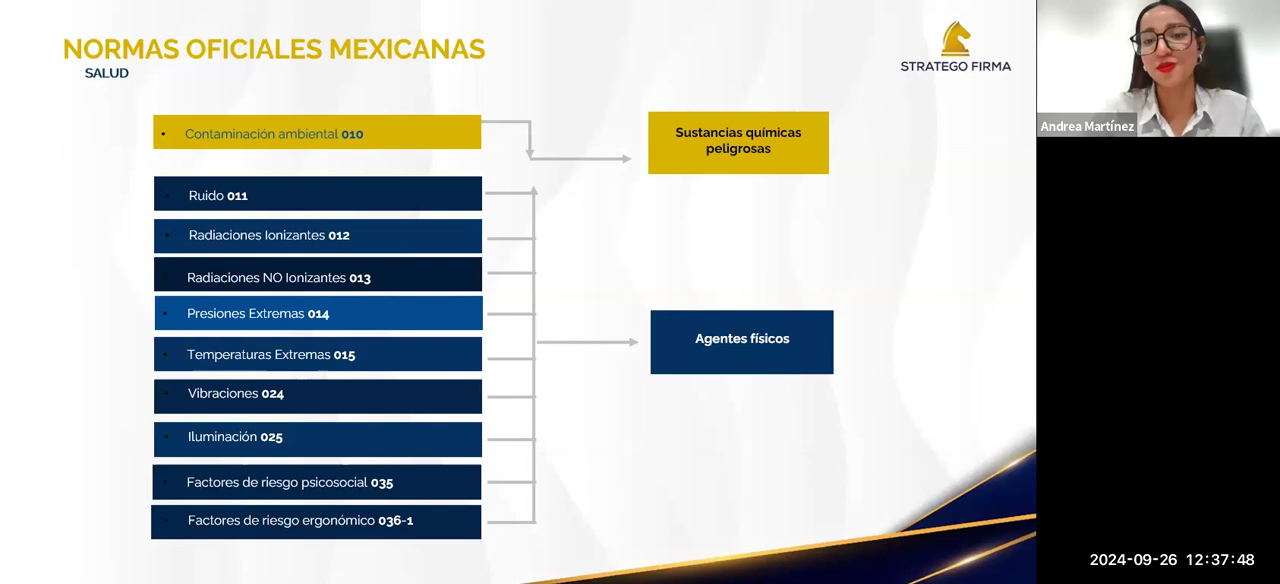 NORMAS OFICIALES MEXICANAS
SALUD
STRATEGO FIRMA
• Contaminación ambiental 010
Sustancias químicas
peligrosas
• Ruido 011
• Radiaciones Ionizantes 012
• Radiaciones NO Ionizantes 013
• Presiones Extremas 014
• Temperaturas Extremas 015
• Vibraciones 024
• Iluminación 025
• Factores de riesgo psicosocial 035
• Factores de riesgo ergonómico 036-1
Agentes físicos
Andrea Martínez
2024-09-26 12:37:48